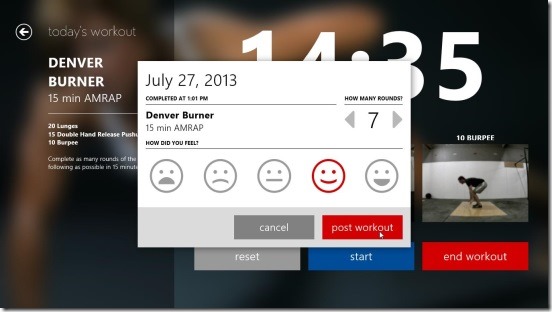 today's workout
DENVER
BURNER
15 min AMRAP
20 Lunges
15 Double Hand Release Pushu
10 Burpee
Complete as many rounds of the
following as possible in 15 minute
14:35
July 27, 2013
COMPLETED AT 1:01 PM
HOW MANY ROUNDS?
Denver Burner
15 min AMRAP
7
HOW DID YOU FEEL?
cancel
post workout
10 BURPEE
reset
start
end workout